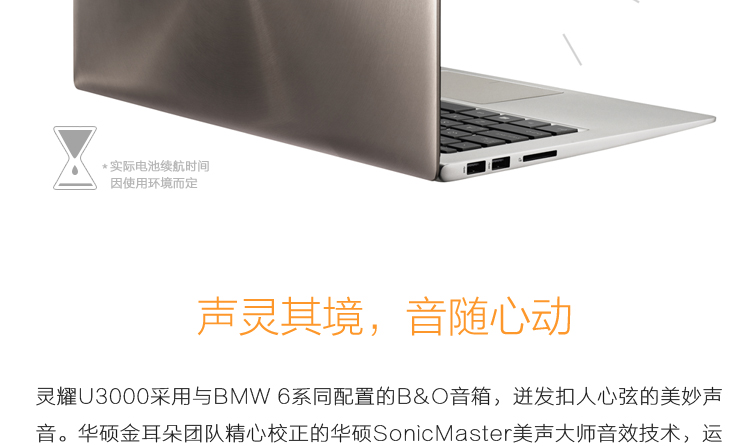 *实际电池续航时间
因使用环境而定
声灵其境，音随心动
灵耀U3000采用与BMW 6系同配置的B&O音箱，迸发扣人心弦的美妙声
音。华硕金耳朵团队精心校正的华硕SonicMaster美声大师音效技术，运